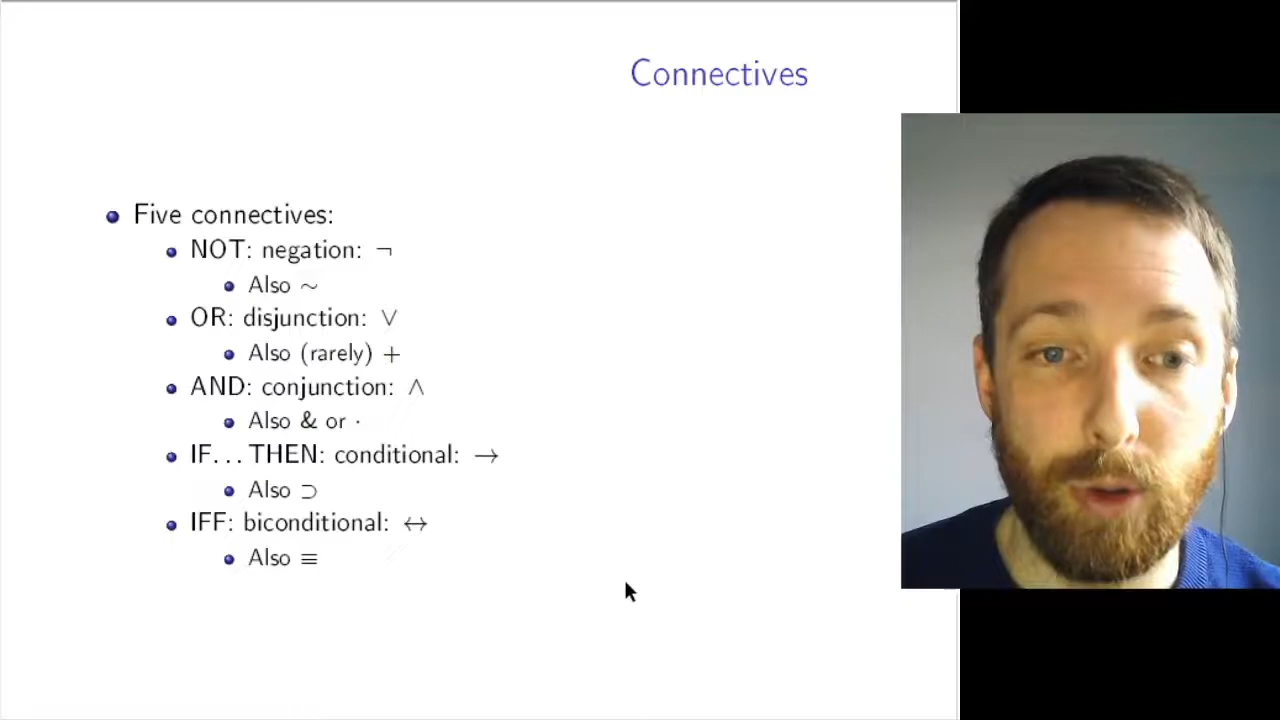 Connectives
Five connectives:
NOT: negation: ¬
Also ∼
OR: disjunction: ∨
Also (rarely) +
AND: conjunction: ∧
Also & or ·
IF... THEN: conditional: →
Also ⊃
IFF: biconditional: ↔
Also ≡